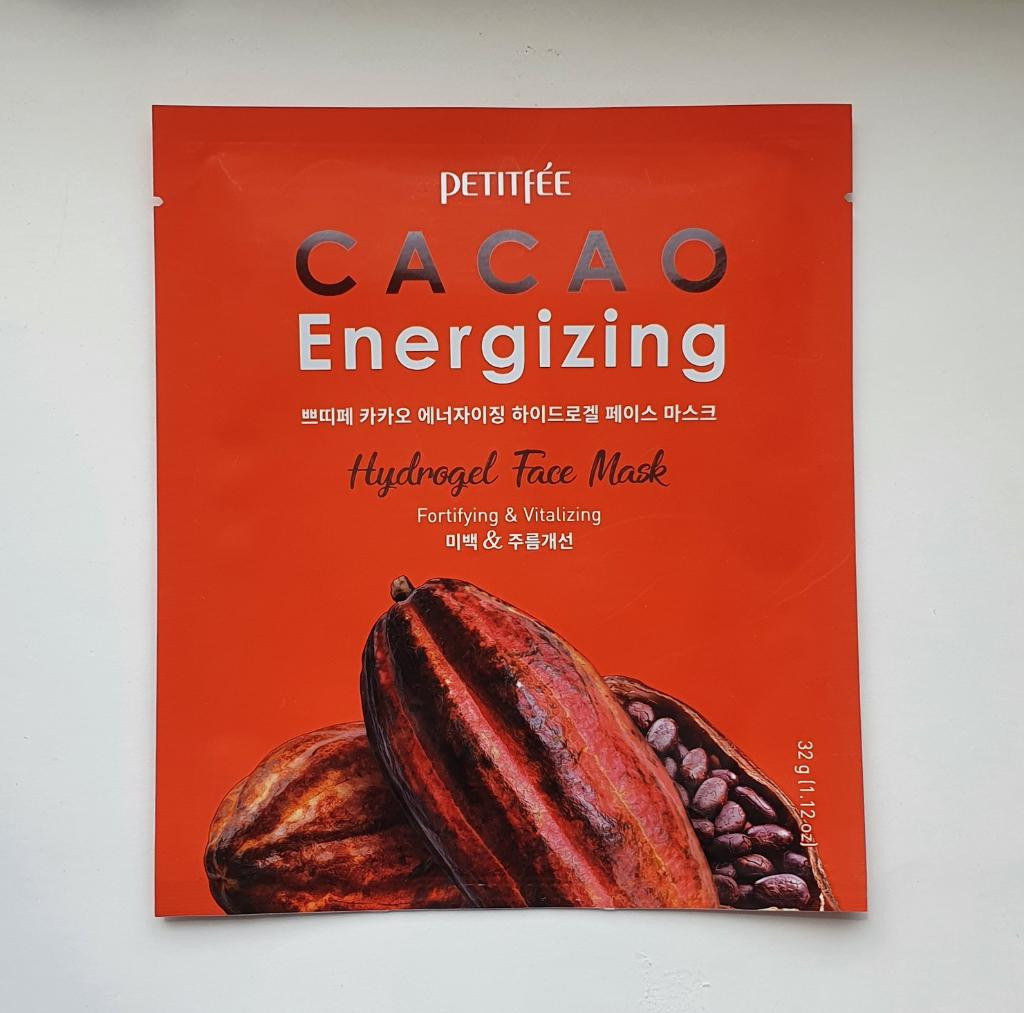 PETITFÉE
CACAO
Energizing
쁘띠페 카카오 에너자이징 하이드로겔 페이스 마스크
Hydrogel Face Mask
Fortifying & Vitalizing
미백 & 주름개선
32 g (1.12 oz)